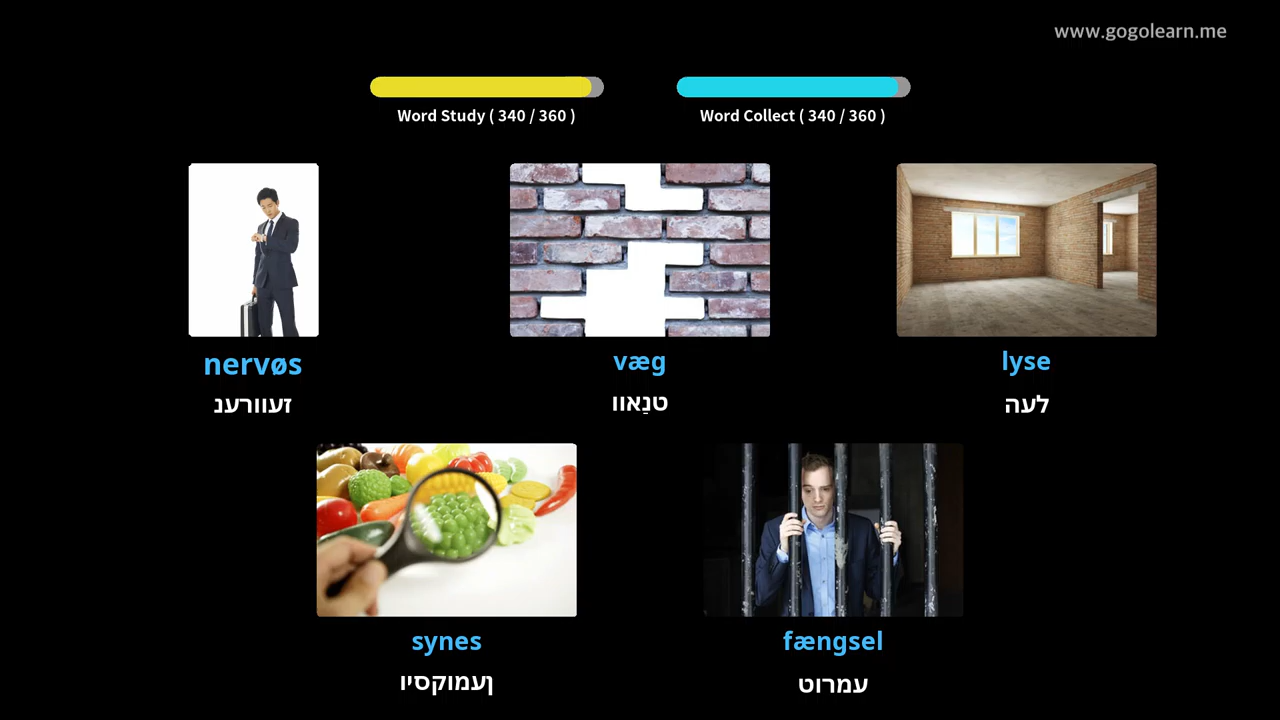 www.gogolearn.me
Word Study ( 340 / 360 )
Word Collect ( 340 / 360 )
nervøs
væg
lyse
זעוורענ
טנַאוו
לעה
synes
fængsel
ןעמוקסיו
עמרוט